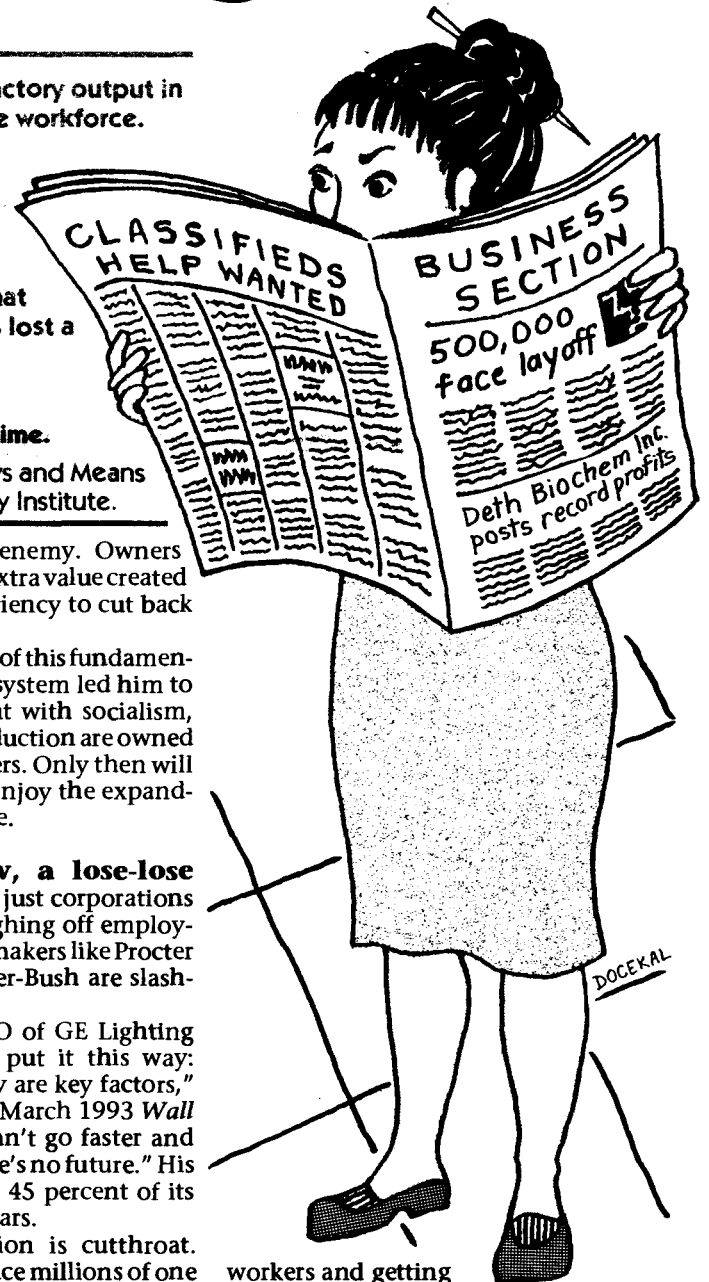 actory output in
e workforce.
at
lost a
ime.
s and Means
y Institute.
enemy. Owners
xtra value created
iency to cut back
of this fundamen-
system led him to
t with socialism,
duction are owned
ers. Only then will
njoy the expand-
e.
, a lose-lose
just corporations
ghing off employ-
makers like Procter
er-Bush are slash-
O of GE Lighting
put it this way:
y are key factors,"
March 1993 Wall
an't go faster and
e's no future." His
45 percent of its
ars.
ion is cutthroat.
ce millions of one
CLASSIFIEDS
HELP WANTED
BUSINESS
SECTION
500,000
face layoff
Deth Biochem Inc.
posts record profits
DOCEKAL
workers and getting